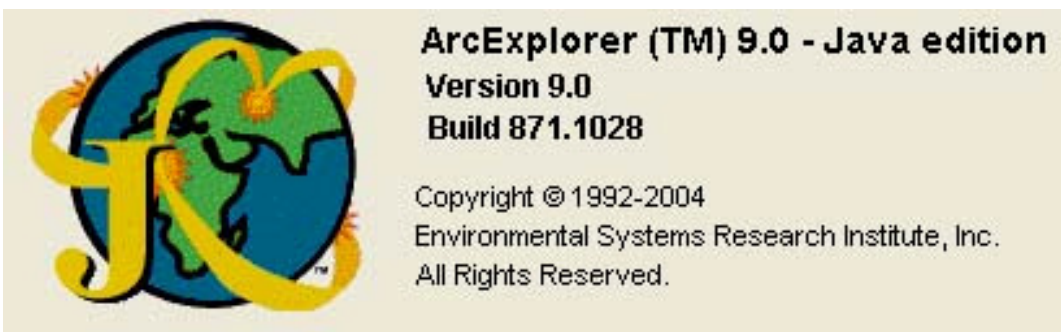 ArcExplorer (TM) 9.0 - Java edition
Version 9.0
Build 871.1028
Copyright © 1992-2004
Environmental Systems Research Institute, Inc.
All Rights Reserved.
J
TM